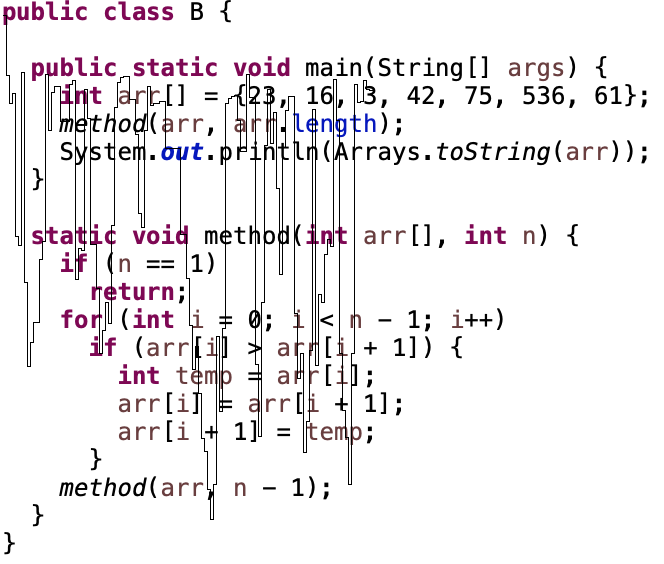 public class B {
public static void main(String[] args) {
int arr[] = {23, 16, 3, 42, 75, 536, 61};
method(arr, arr.length);
System.out.println(Arrays.toString(arr));
}
static void method(int arr[], int n) {
if (n == 1)
return;
for (int i = 0; i < n - 1; i++)
if (arr[i] > arr[i + 1]) {
int temp = arr[i];
arr[i] = arr[i + 1];
arr[i + 1] = temp;
}
method(arr, n - 1);
}
}